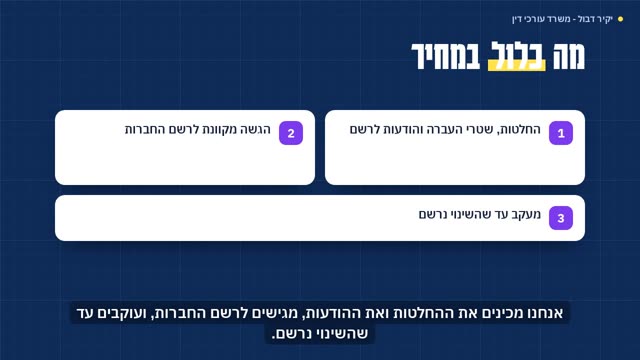 יקיר דבול - משרד עורכי דין
מה כלול במחיר
1 החלטות, שטרי העברה והודעות לרשם
2 הגשה מקוונת לרשם החברות
3 מעקב עד שהשינוי נרשם
אנחנו מכינים את ההחלטות ואת ההודעות, מגישים לרשם החברות, ועוקבים עד
שהשינוי נרשם.